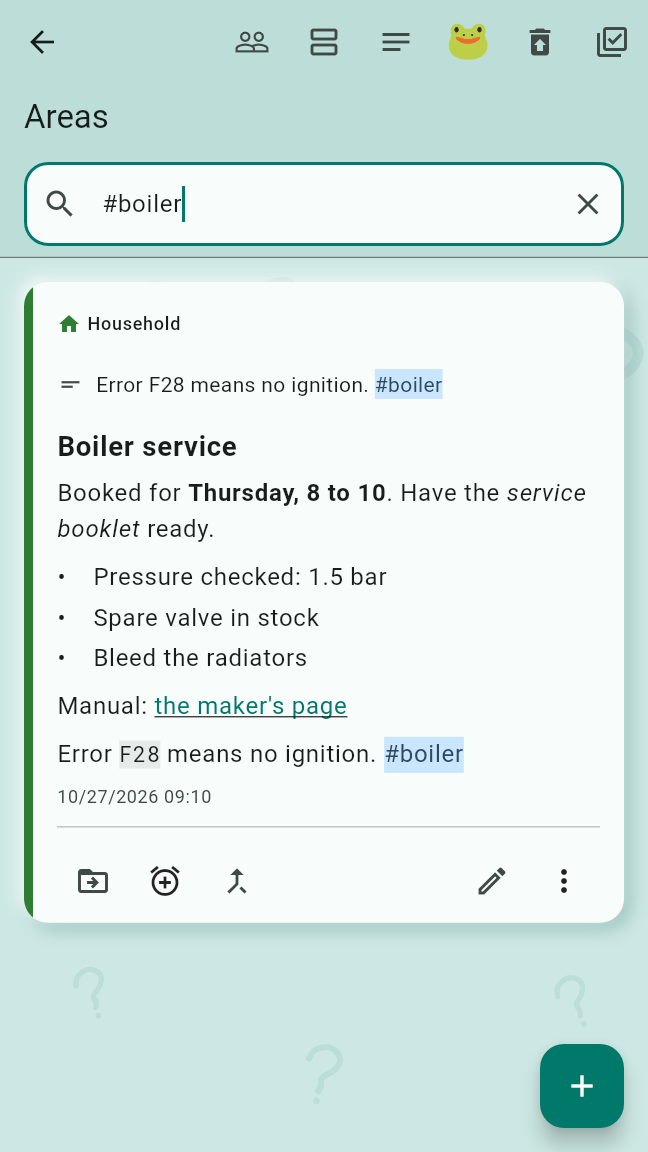 Areas
#boiler
Household
Error F28 means no ignition. #boiler
Boiler service
Booked for Thursday, 8 to 10. Have the service
booklet ready.
• Pressure checked: 1.5 bar
• Spare valve in stock
• Bleed the radiators
Manual: the maker's page
Error F28 means no ignition. #boiler
10/27/2026 09:10